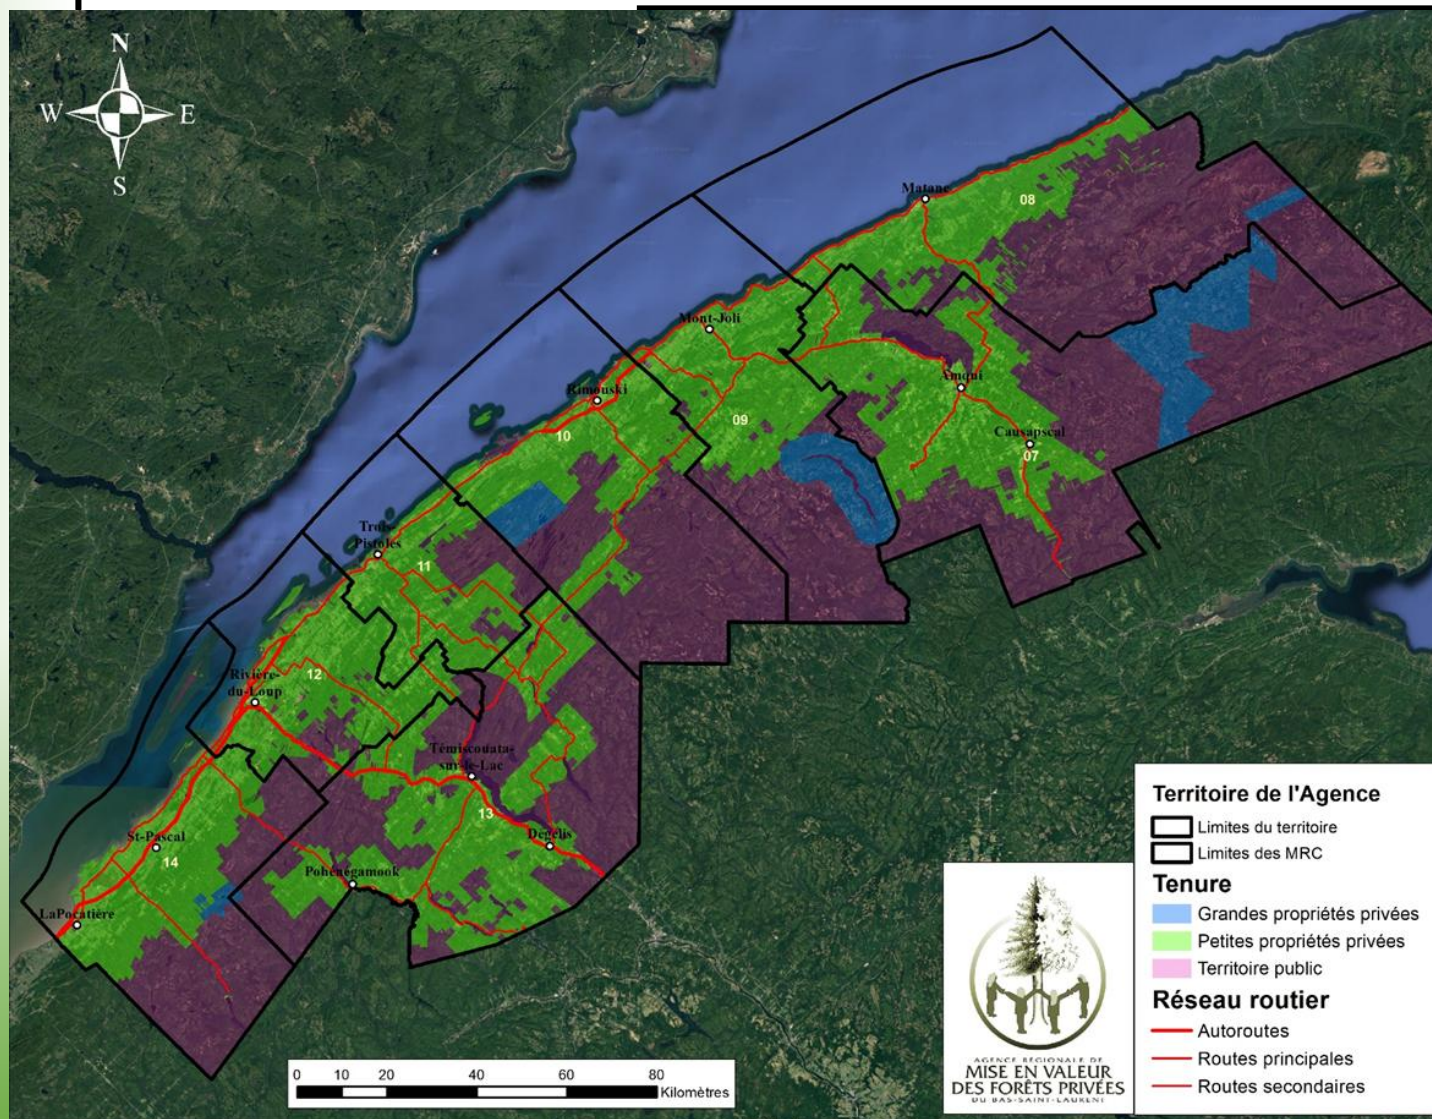 N
W E
S
Matane
08
Mont-Joli
Amqui
Rimouski
09
10
Causapscal
07
Trois-
Pistoles
11
12
Rivière-
du-Loup
Témiscouata-
sur-le-Lac
13
Dégelis
St-Pascal
14
Pohénégamook
LaPocatière
0 10 20 40 60 80
Kilomètres
AGENCE RÉGIONALE DE
MISE EN VALEUR
DES FORÊTS PRIVÉES
DU BAS-SAINT-LAURENT
Territoire de l'Agence
Limites du territoire
Limites des MRC
Tenure
Grandes propriétés privées
Petites propriétés privées
Territoire public
Réseau routier
Autoroutes
Routes principales
Routes secondaires